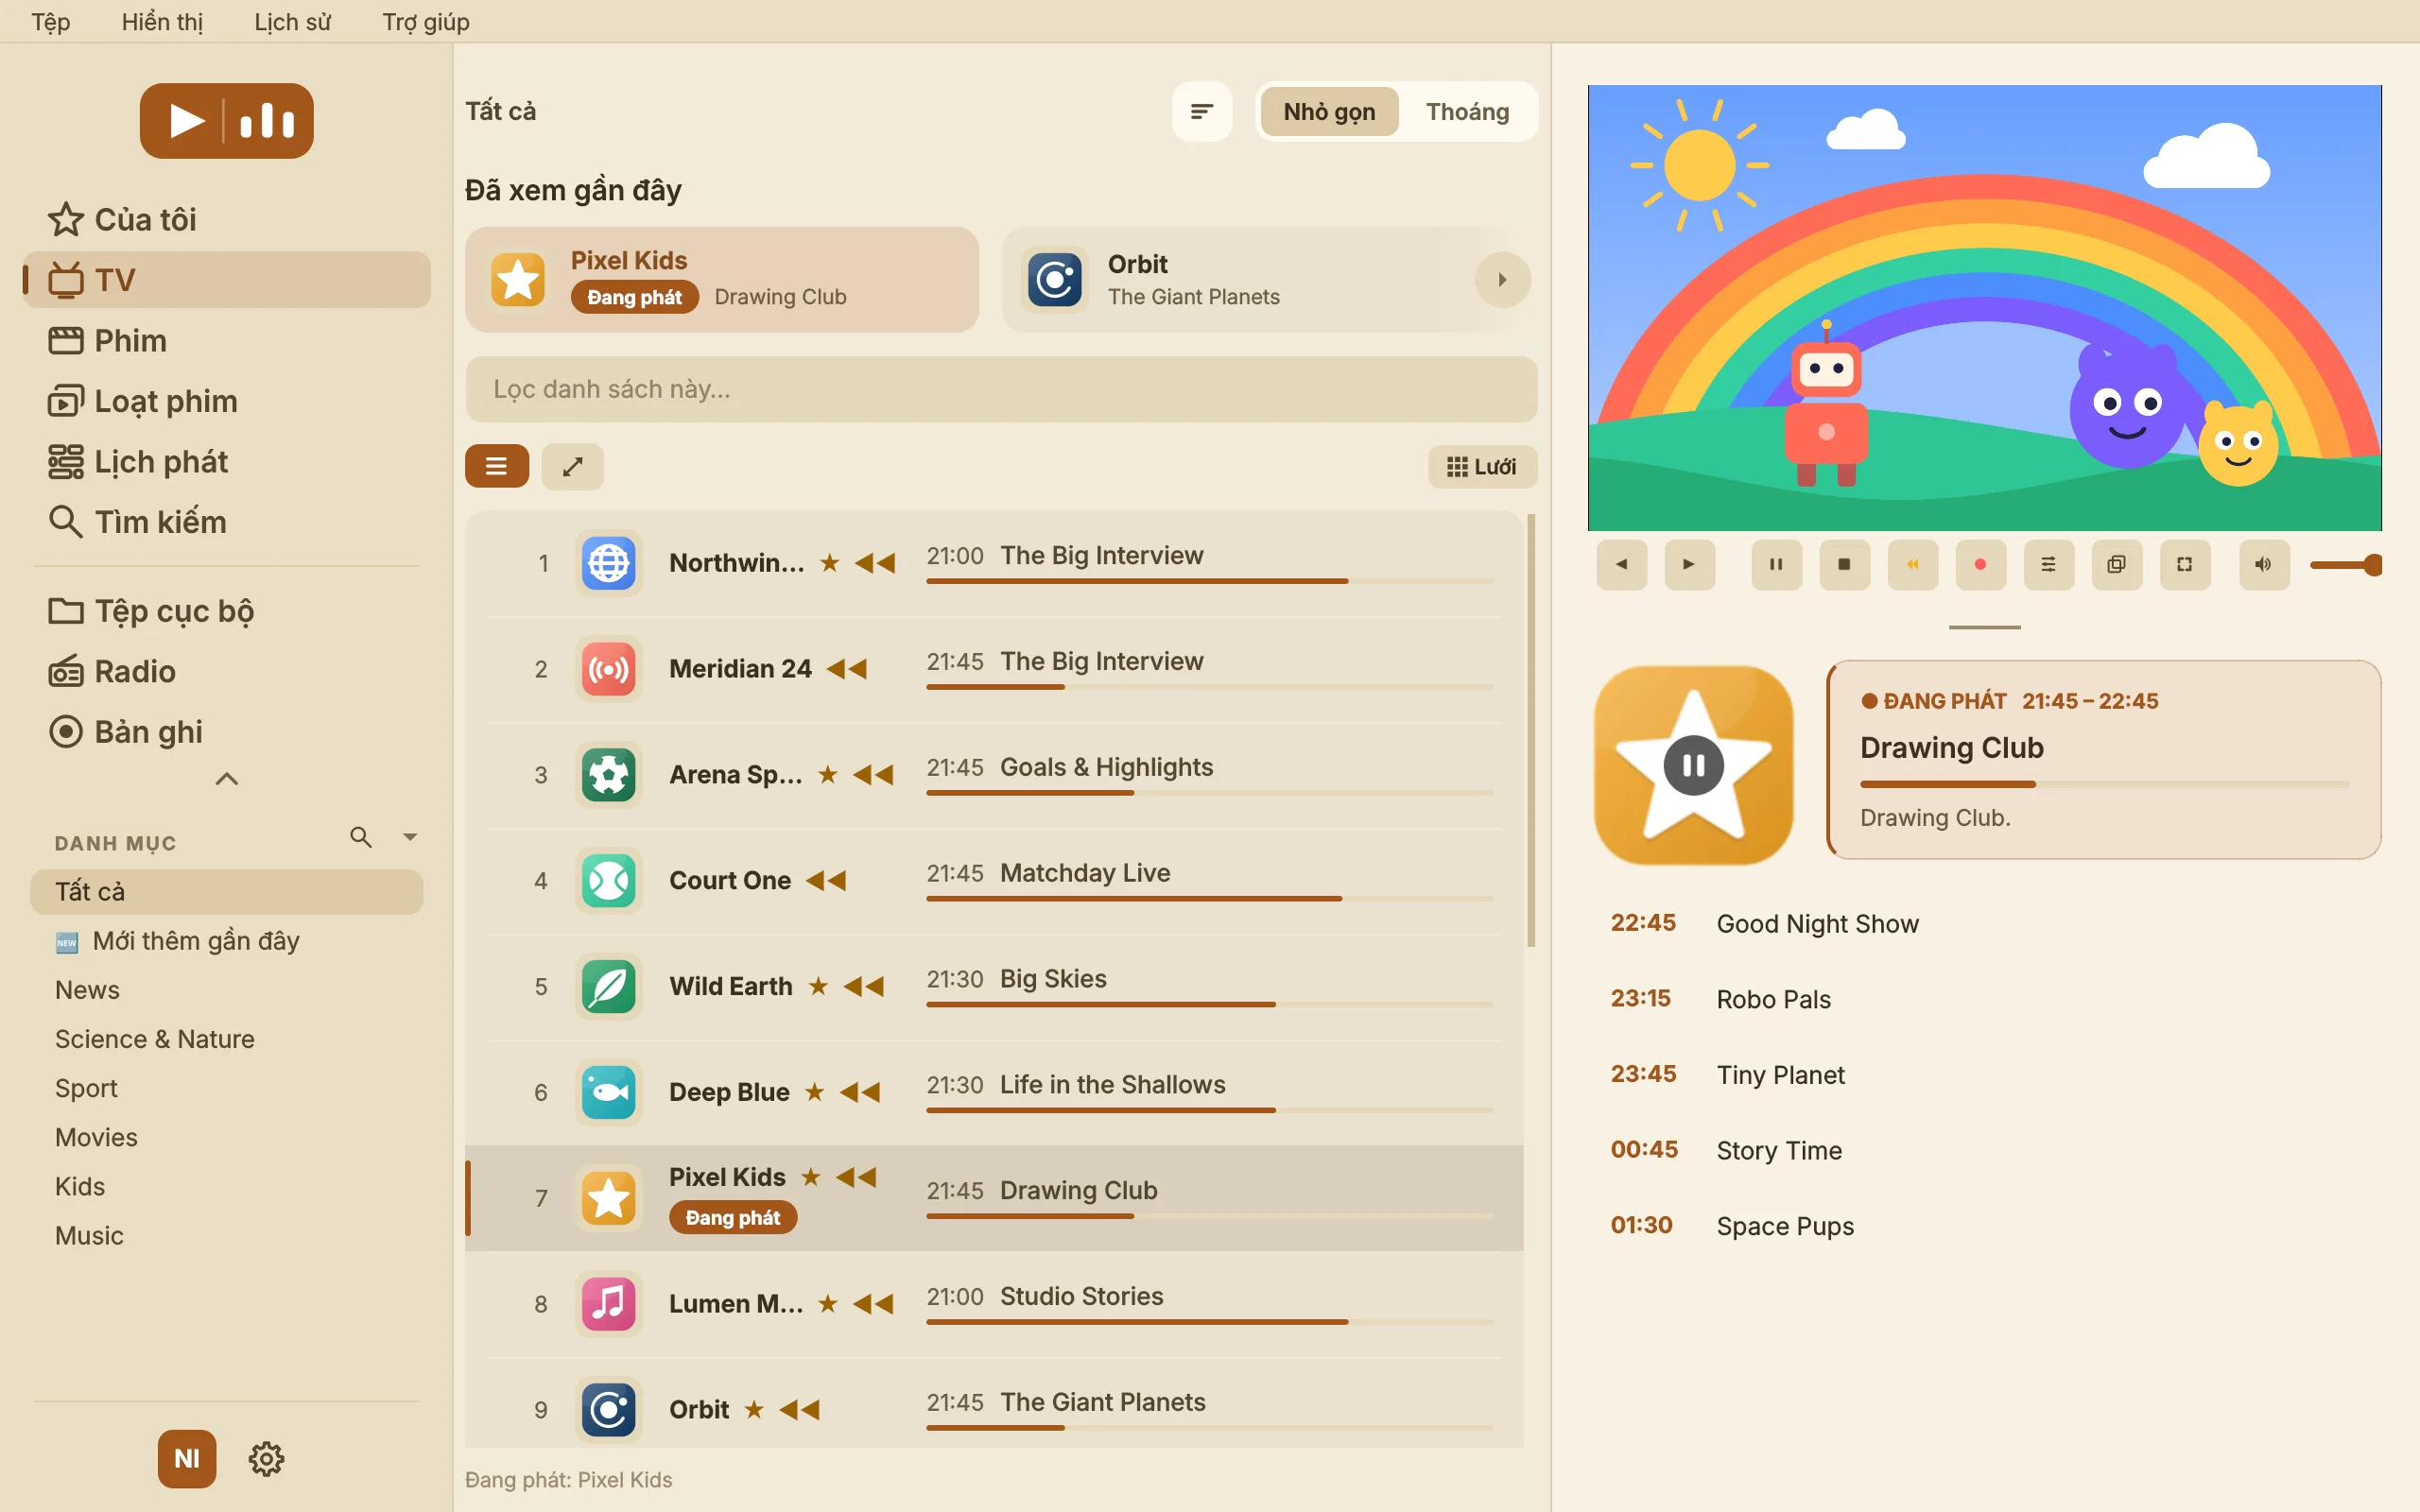 Tệp
Hiển thị
Lịch sử
Trợ giúp
Của tôi
TV
Phim
Loạt phim
Lịch phát
Tìm kiếm
Tệp cục bộ
Radio
Bản ghi
DANH MỤC
Tất cả
NEW Mới thêm gần đây
News
Science & Nature
Sport
Movies
Kids
Music
NI
Tất cả
Nhỏ gọn
Thoáng
Đã xem gần đây
Pixel Kids
Đang phát Drawing Club
Orbit
The Giant Planets
Lọc danh sách này...
Lưới
1 Northwin... 21:00 The Big Interview
2 Meridian 24 21:45 The Big Interview
3 Arena Sp... 21:45 Goals & Highlights
4 Court One 21:45 Matchday Live
5 Wild Earth 21:30 Big Skies
6 Deep Blue 21:30 Life in the Shallows
7 Pixel Kids 21:45 Drawing Club
Đang phát
8 Lumen M... 21:00 Studio Stories
9 Orbit 21:45 The Giant Planets
Đang phát: Pixel Kids
ĐANG PHÁT 21:45 – 22:45
Drawing Club
Drawing Club.
22:45 Good Night Show
23:15 Robo Pals
23:45 Tiny Planet
00:45 Story Time
01:30 Space Pups